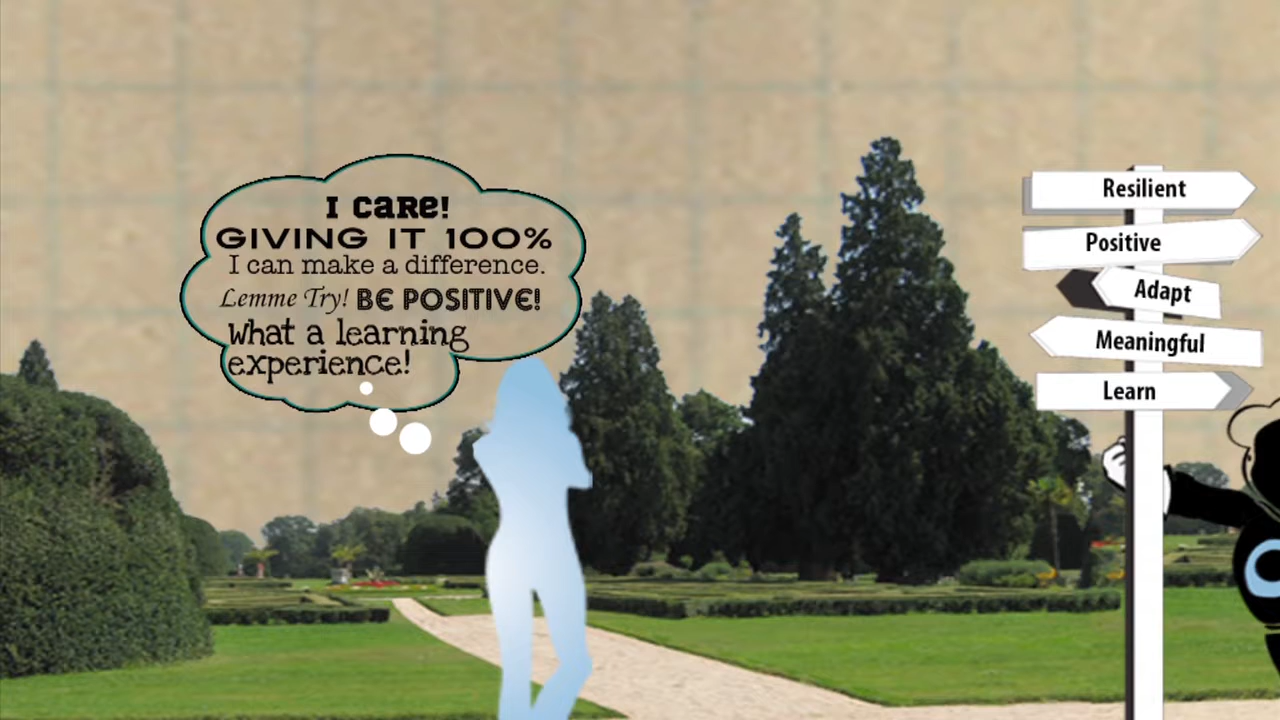 I CARE!
GIVING IT 100%
I can make a difference.
Lemme Try! BE POSITIVE!
What a learning
experience!
Resilient
Positive
Adapt
Meaningful
Learn